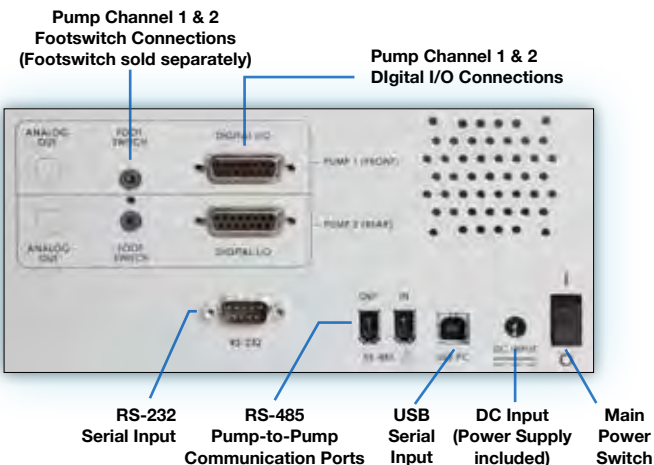 Pump Channel 1 & 2
Footswitch Connections
(Footswitch sold separately)
Pump Channel 1 & 2
DIgital I/O Connections
ANALOG
OUT
FOOT
SWITCH
DIGITAL I/O
PUMP 1 (FRONT)
PUMP 2 (REAR)
ANALOG
OUT
FOOT
SWITCH
DIGITAL I/O
RS-232
OUT
IN
RS-485
PC
DC INPUT
RS-232
Serial Input
RS-485
Pump-to-Pump
Communication Ports
USB
Serial
Input
DC Input
(Power Supply
included)
Main
Power
Switch